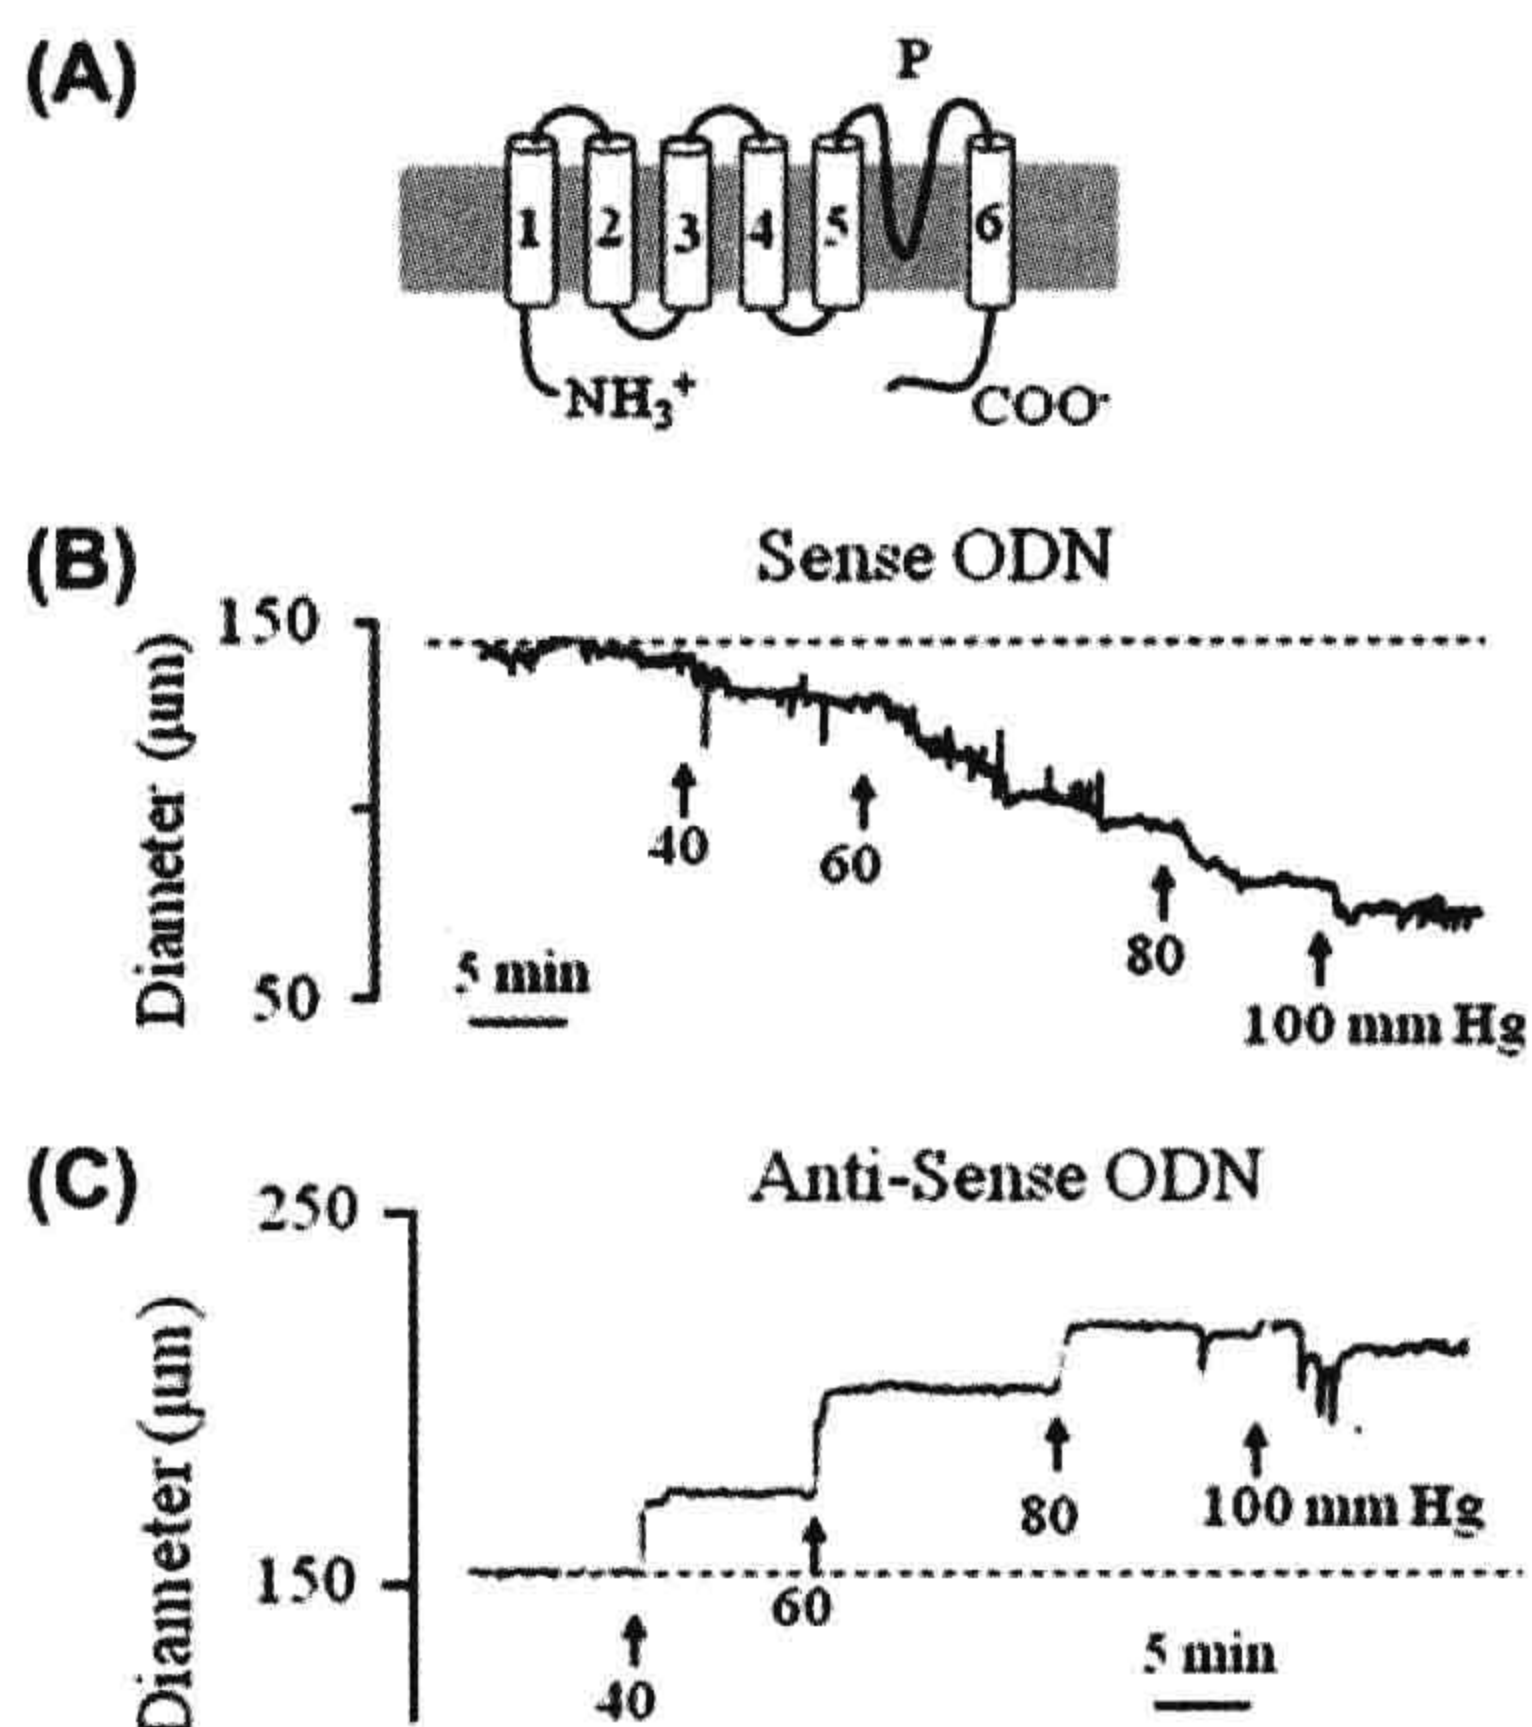 (A)
P
1 2 3 4 5 6
NH₃⁺
COO⁻
(B)
Sense ODN
150
Diameter (μm)
40
60
50
5 min
80
100 mm Hg
(C)
Anti-Sense ODN
250
Diameter (μm)
80
100 mm Hg
150
60
5 min
40